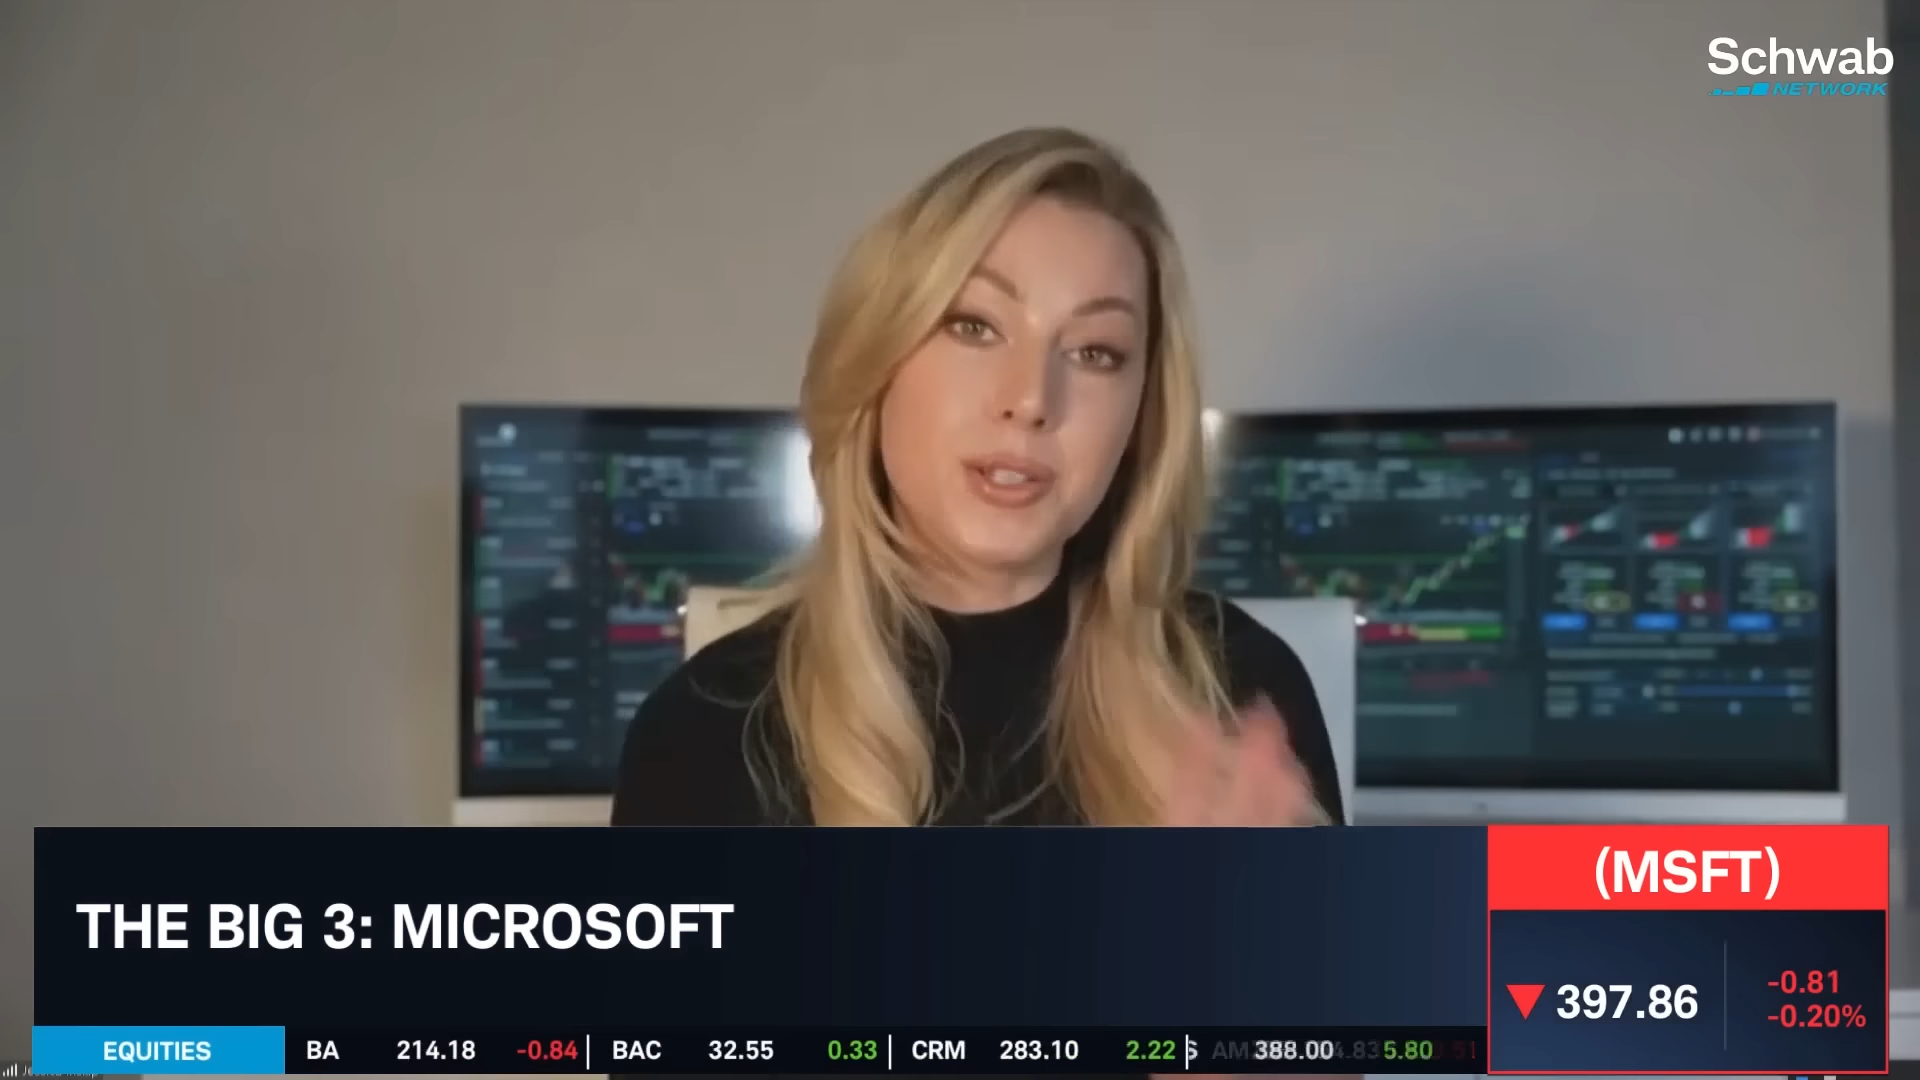 Schwab
NETWORK
(MSFT)
THE BIG 3: MICROSOFT
▼ 397.86
-0.81
-0.20%
EQUITIES BA 214.18 -0.84 BAC 32.55 0.33 CRM 283.10 2.22 388.00 5.80